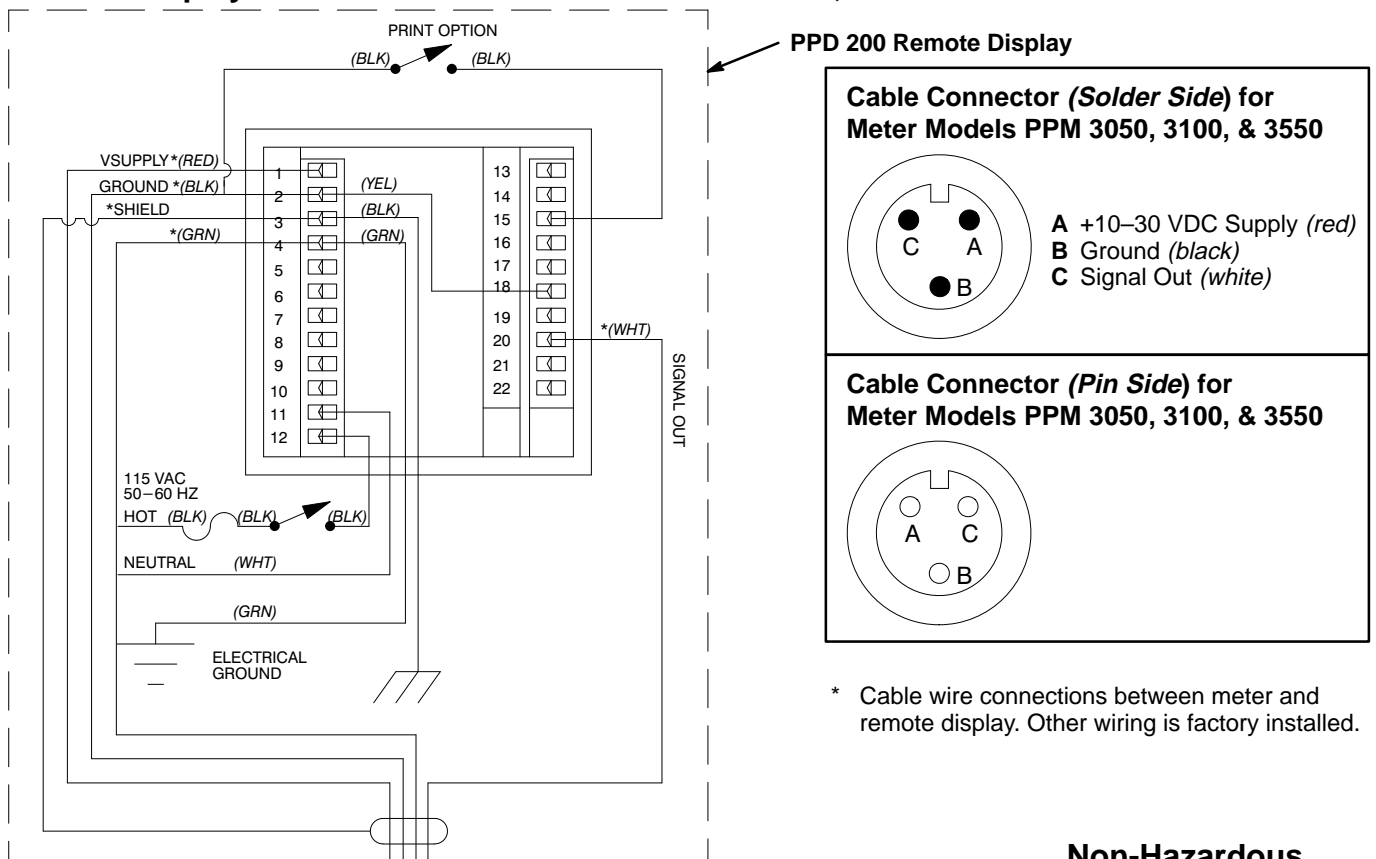 PRINT OPTION
(BLK) (BLK)
PPD 200 Remote Display
VSUPPLY *(RED)
GROUND *(BLK)
*SHIELD
*(GRN)
(YEL)
(BLK)
(GRN)
1
2
3
4
5
6
7
8
9
10
11
12
13
14
15
16
17
18
19
20
21
22
*(WHT)
SIGNAL OUT
115 VAC
50–60 HZ
HOT (BLK) (BLK) (BLK)
NEUTRAL (WHT)
(GRN)
ELECTRICAL
GROUND
Cable Connector (Solder Side) for
Meter Models PPM 3050, 3100, & 3550
C A
B
A +10–30 VDC Supply (red)
B Ground (black)
C Signal Out (white)
Cable Connector (Pin Side) for
Meter Models PPM 3050, 3100, & 3550
A C
B
* Cable wire connections between meter and
remote display. Other wiring is factory installed.
Non-Hazardous